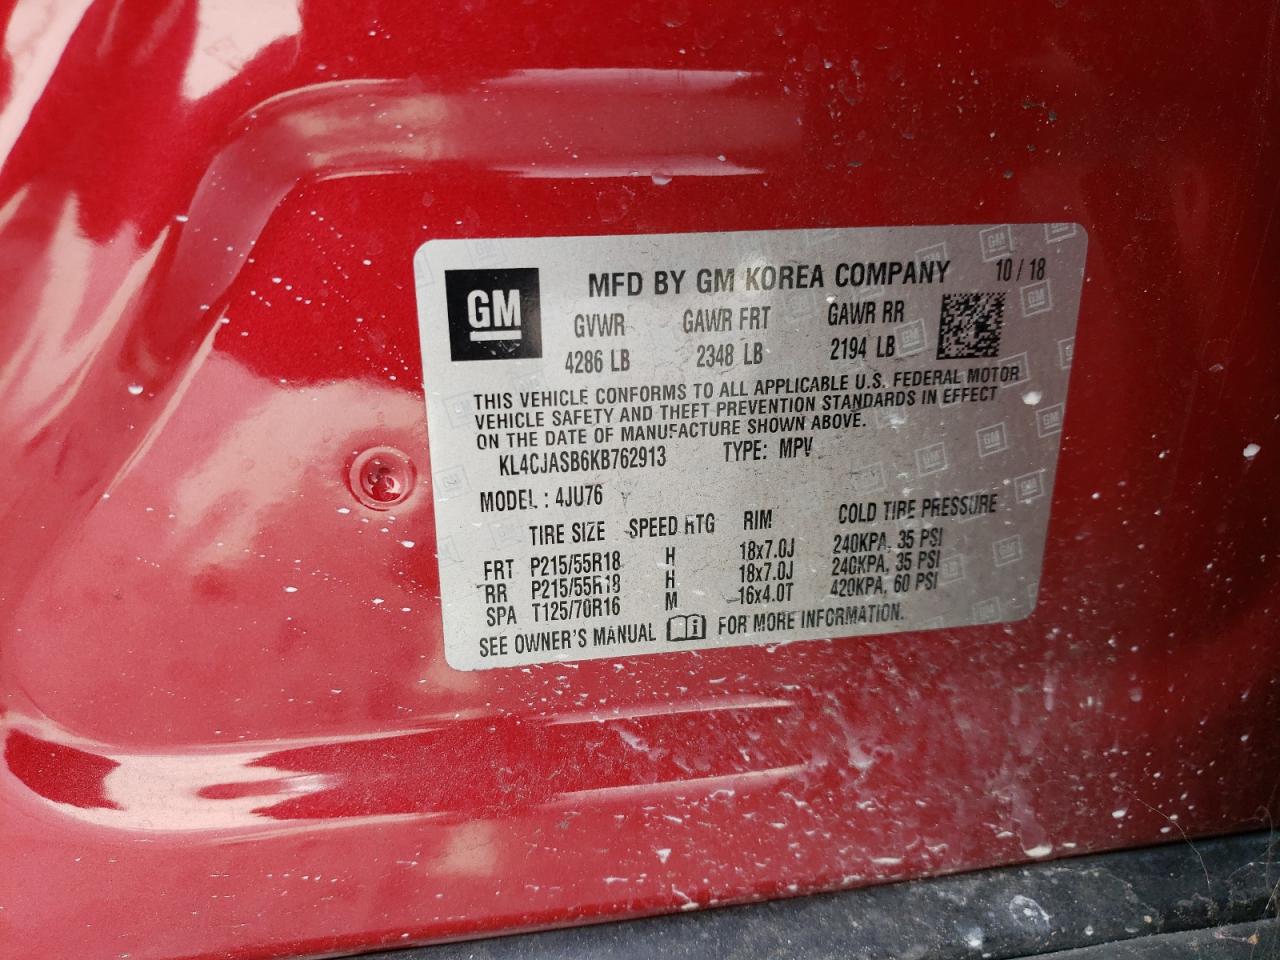 GM
MFD BY GM KOREA COMPANY 10 / 18
GVWR GAWR FRT GAWR RR
4286 LB 2348 LB 2194 LB
THIS VEHICLE CONFORMS TO ALL APPLICABLE U.S. FEDERAL MOTOR
VEHICLE SAFETY AND THEFT PREVENTION STANDARDS IN EFFECT
ON THE DATE OF MANUFACTURE SHOWN ABOVE.
KL4CJASB6KB762913 TYPE: MPV
MODEL : 4JU76
TIRE SIZE SPEED RTG RIM COLD TIRE PRESSURE
FRT P215/55R18 H 18x7.0J 240KPA, 35 PSI
RR P215/55R18 H 18x7.0J 240KPA, 35 PSI
SPA T125/70R16 M 16x4.0T 420KPA, 60 PSI
SEE OWNER'S MANUAL i FOR MORE INFORMATION.